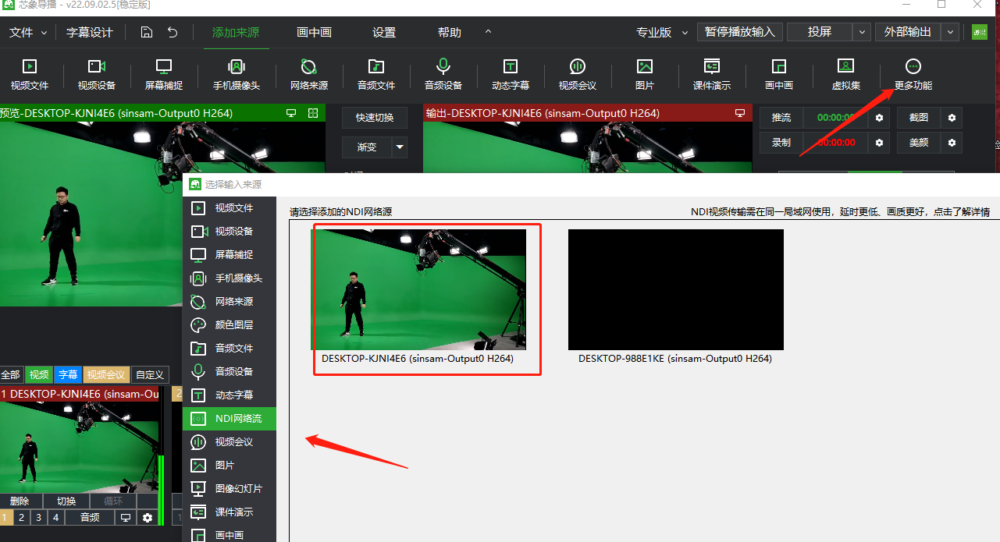 芯象导播 - v22.09.02.5[稳定版]
文件 字幕设计 添加来源 画中画 设置 帮助 专业版 暂停播放输入 投屏 外部输出
视频文件 视频设备 屏幕捕捉 手机摄像头 网络来源 音频文件 音频设备 动态字幕 视频会议 图片 课件演示 画中画 虚拟集 更多功能
预览-DESKTOP-KJNI4E6 (sinsam-Output0 H264)
快速切换
输出-DESKTOP-KJNI4E6 (sinsam-Output0 H264)
推流 00:00:00 截图
渐变
录制 00:00:00 美颜
选择输入来源
视频文件
视频设备
屏幕捕捉
手机摄像头
网络来源
颜色图层
音频文件
音频设备
动态字幕
NDI网络流
视频会议
图片
图像幻灯片
课件演示
画中画
请选择添加的NDI网络源
NDI视频传输需在同一局域网使用，延时更低、画质更好，点击了解详情
DESKTOP-KJNI4E6 (sinsam-Output0 H264)
DESKTOP-988E1KE (sinsam-Output0 H264)
全部 视频 字幕 视频会议 自定义
1 DESKTOP-KJNI4E6 (sinsam-Ou
2
删除 切换 循环
1 2 3 4 音频
1